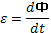 ε = dΦ/dt